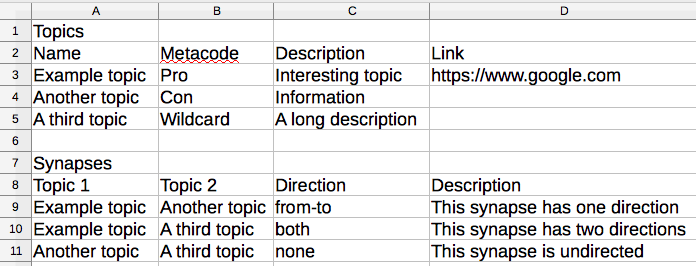 A B C D
1 Topics
2 Name Metacode Description Link
3 Example topic Pro Interesting topic https://www.google.com
4 Another topic Con Information
5 A third topic Wildcard A long description
6
7 Synapses
8 Topic 1 Topic 2 Direction Description
9 Example topic Another topic from-to This synapse has one direction
10 Example topic A third topic both This synapse has two directions
11 Another topic A third topic none This synapse is undirected